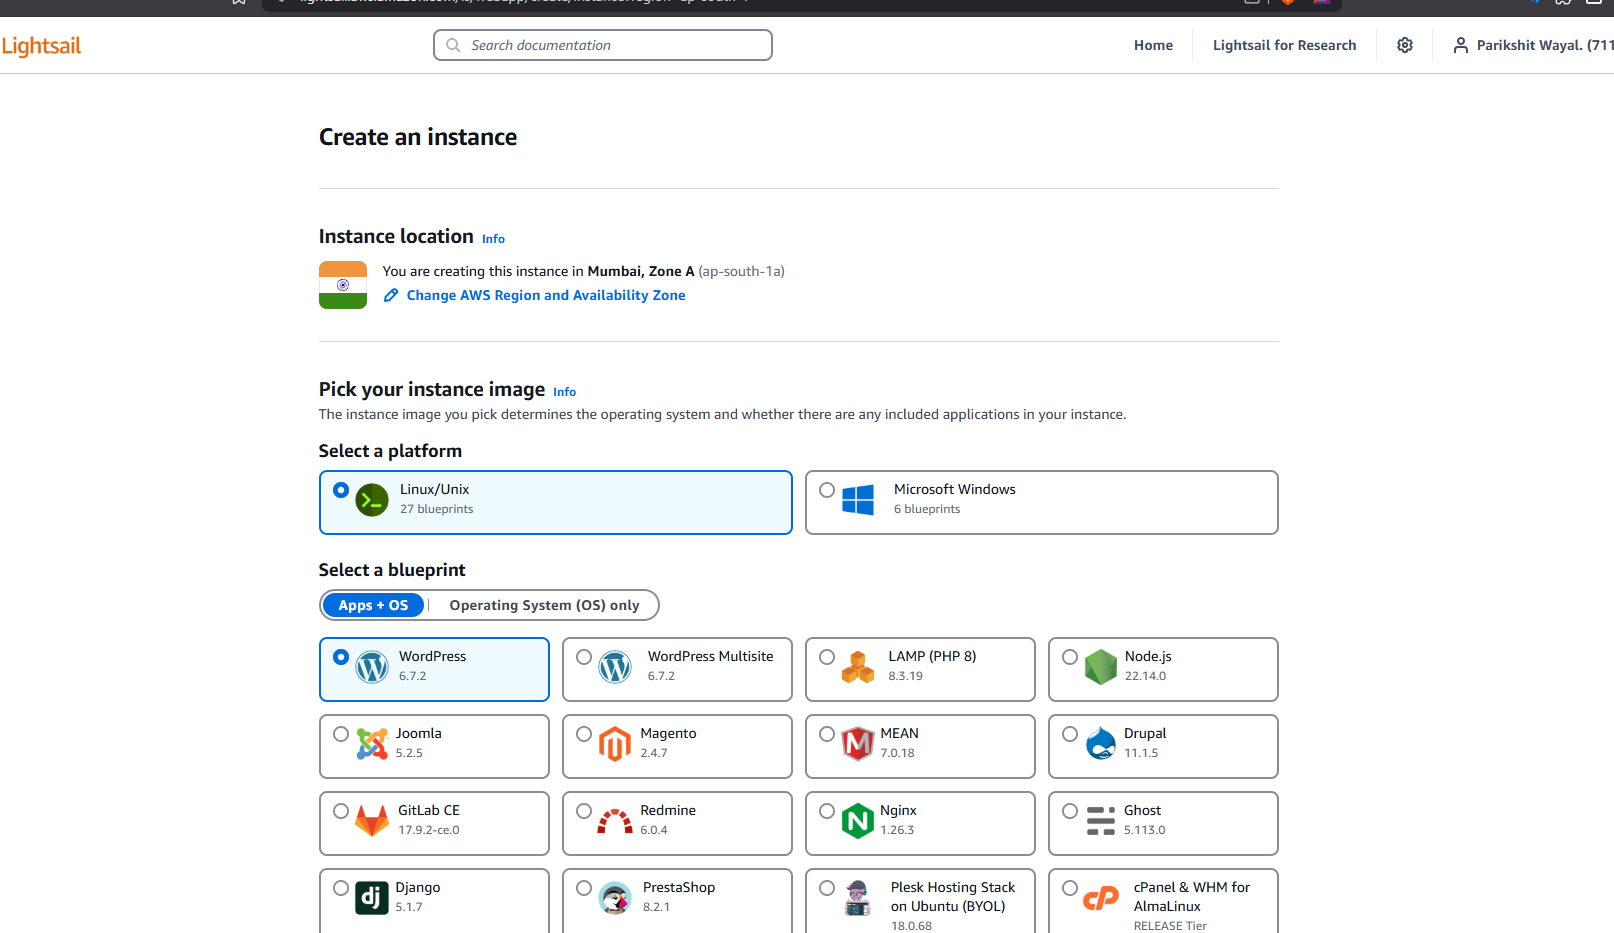 Lightsail
Search documentation
Home
Lightsail for Research
Parikshit Wayal. (711
Create an instance
Instance location Info
You are creating this instance in Mumbai, Zone A (ap-south-1a)
Change AWS Region and Availability Zone
Pick your instance image Info
The instance image you pick determines the operating system and whether there are any included applications in your instance.
Select a platform
Linux/Unix
27 blueprints
Microsoft Windows
6 blueprints
Select a blueprint
Apps + OS
Operating System (OS) only
WordPress
6.7.2
WordPress Multisite
6.7.2
LAMP (PHP 8)
8.3.19
Node.js
22.14.0
Joomla
5.2.5
Magento
2.4.7
MEAN
7.0.18
Drupal
11.1.5
GitLab CE
17.9.2-ce.0
Redmine
6.0.4
Nginx
1.26.3
Ghost
5.113.0
dj
Django
5.1.7
PrestaShop
8.2.1
Plesk Hosting Stack
on Ubuntu (BYOL)
18.0.68
cP
cPanel & WHM for
AlmaLinux
RELEASE Tier